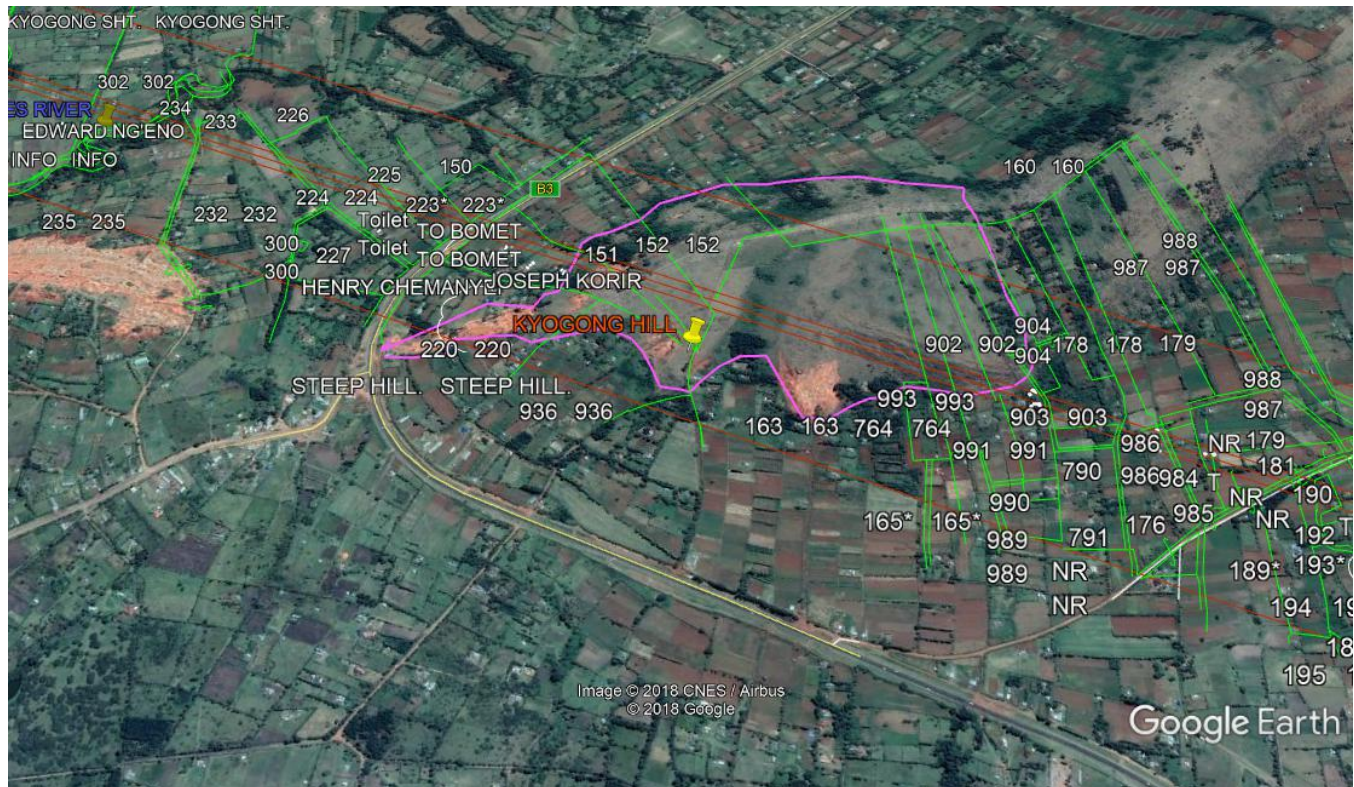 KYOGONG SHT. KYOGONG SHT.
302 302
234
ES RIVER
233
226
EDWARD NG'ENO
INFO INFO
225
150
160 160
B3
224 224
223* 223*
235 235
232 232
Toilet
TO BOMET
300
227
Toilet
TO BOMET
151
152 152
988
987 987
300
HENRY CHEMANYEI
JOSEPH KORIR
KYOGONG HILL
904
902 902
904
178 178
179
220 220
STEEP HILL. STEEP HILL.
988
936 936
993 993
987
163 163
764 764
903 903
991 991
986
NR
179
790
986
984
T
181
990
NR
190
165* 165*
NR
985
176
989
791
192
T
989
NR
189*
193*
NR
194
19
18
195
1
Image © 2018 CNES / Airbus
© 2018 Google
Google Earth